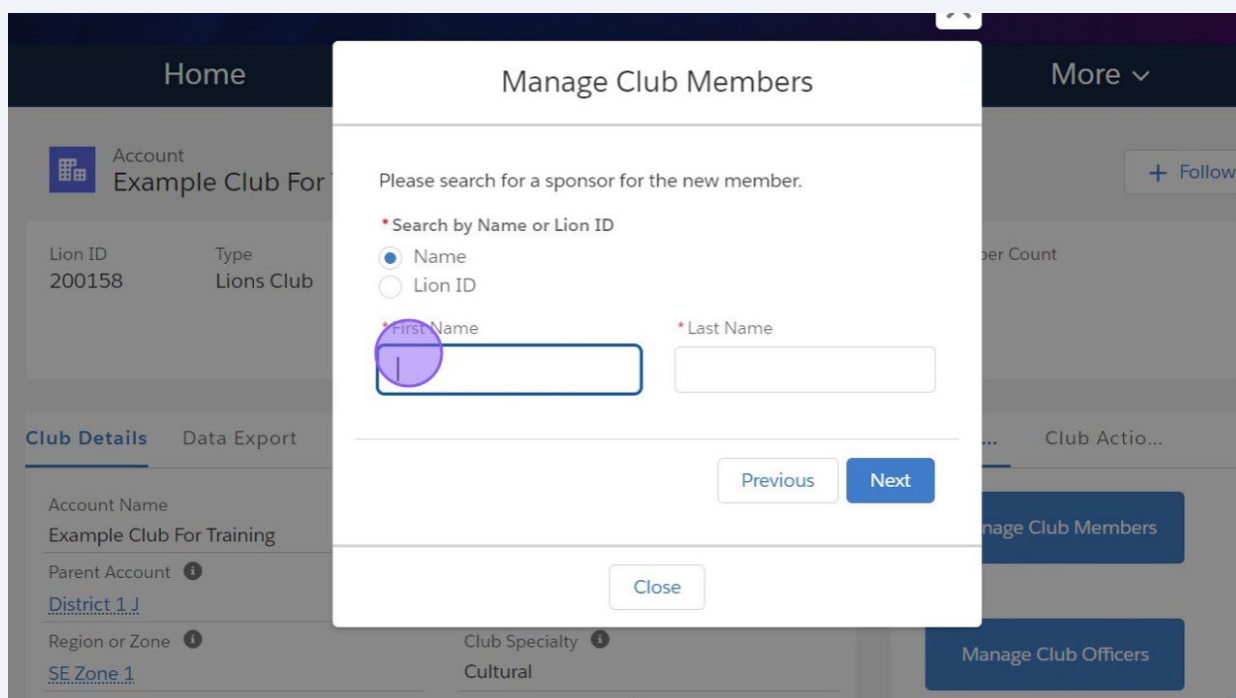 Home
More
Manage Club Members
Account
Example Club For
+ Follow
Please search for a sponsor for the new member.
*Search by Name or Lion ID
Name
Lion ID
Lion ID
200158
Type
Lions Club
Count
*First Name
*Last Name
Club Details
Data Export
Club Actio...
Previous
Next
Account Name
Example Club For Training
nage Club Members
Parent Account
District 1 J
Close
Region or Zone
SE Zone 1
Club Specialty
Cultural
Manage Club Officers